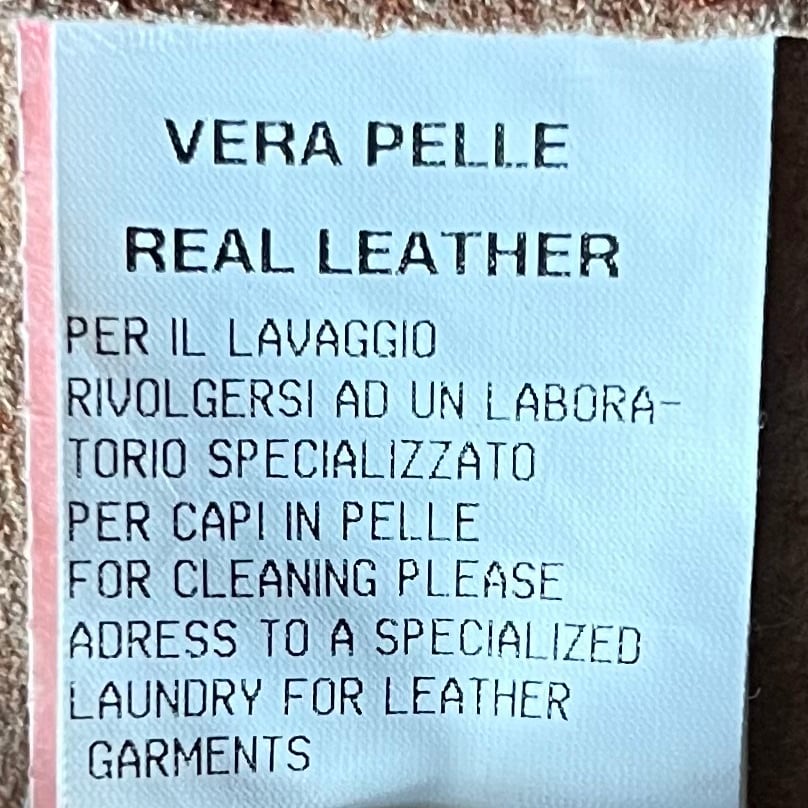 VERA PELLE
REAL LEATHER
PER IL LAVAGGIO
RIVOLGERSI AD UN LABORA-
TORIO SPECIALIZZATO
PER CAPI IN PELLE
FOR CLEANING PLEASE
ADRESS TO A SPECIALIZED
LAUNDRY FOR LEATHER
GARMENTS